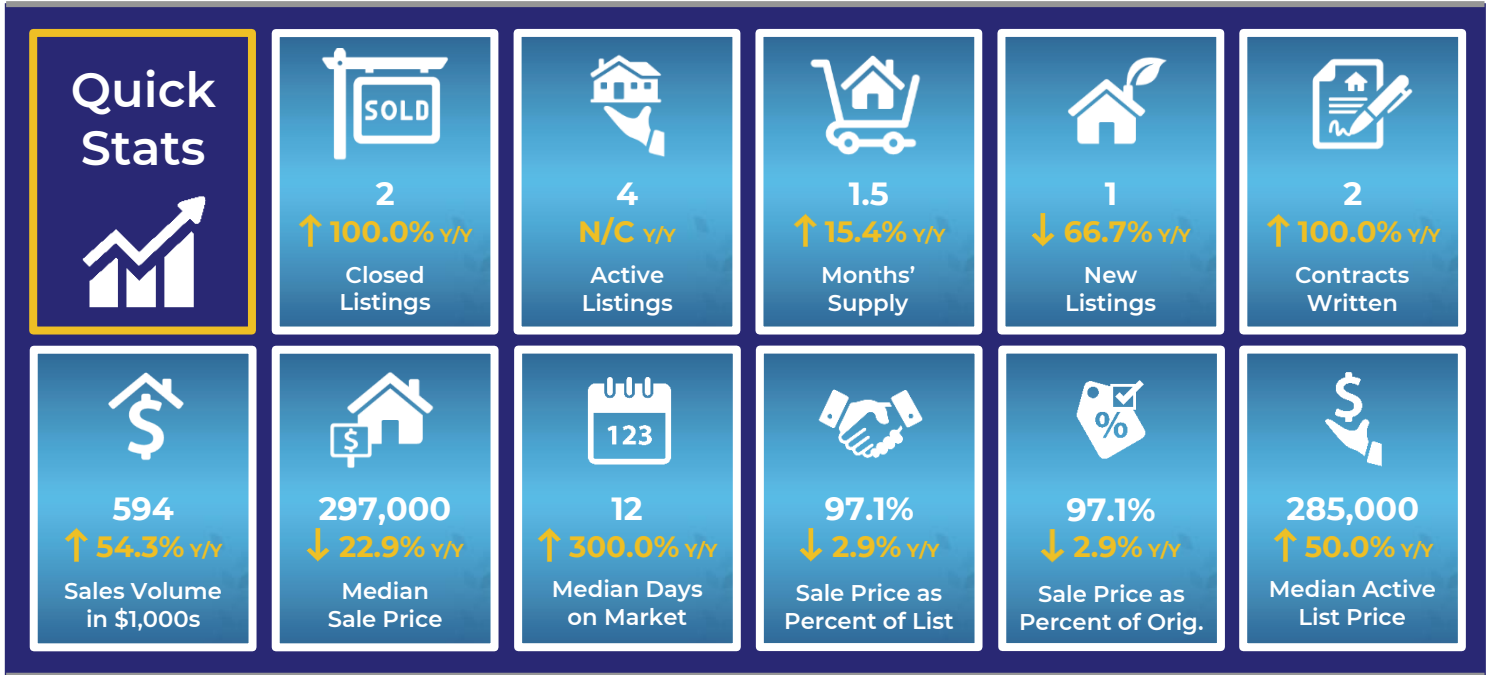 Quick
Stats
SOLD
2
↑ 100.0% Y/Y
Closed
Listings
4
N/C Y/Y
Active
Listings
1.5
↑ 15.4% Y/Y
Months’
Supply
1
↓ 66.7% Y/Y
New
Listings
2
↑ 100.0% Y/Y
Contracts
Written
$
594
↑ 54.3% Y/Y
Sales Volume
in $1,000s
$
297,000
↓ 22.9% Y/Y
Median
Sale Price
123
12
↑ 300.0% Y/Y
Median Days
on Market
97.1%
↓ 2.9% Y/Y
Sale Price as
Percent of List
%
97.1%
↓ 2.9% Y/Y
Sale Price as
Percent of Orig.
$
285,000
↑ 50.0% Y/Y
Median Active
List Price